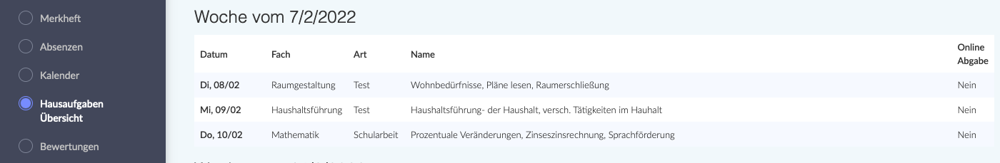 Merkheft
Absenzen
Kalender
Hausaufgaben
Übersicht
Bewertungen
Woche vom 7/2/2022
Datum Fach Art Name Online Abgabe
Di, 08/02 Raumgestaltung Test Wohnbedürfnisse, Pläne lesen, Raumerschließung Nein
Mi, 09/02 Haushaltsführung Test Haushaltsführung- der Haushalt, versch. Tätigkeiten im Hauhalt Nein
Do, 10/02 Mathematik Schularbeit Prozentuale Veränderungen, Zinseszinsrechnung, Sprachförderung Nein